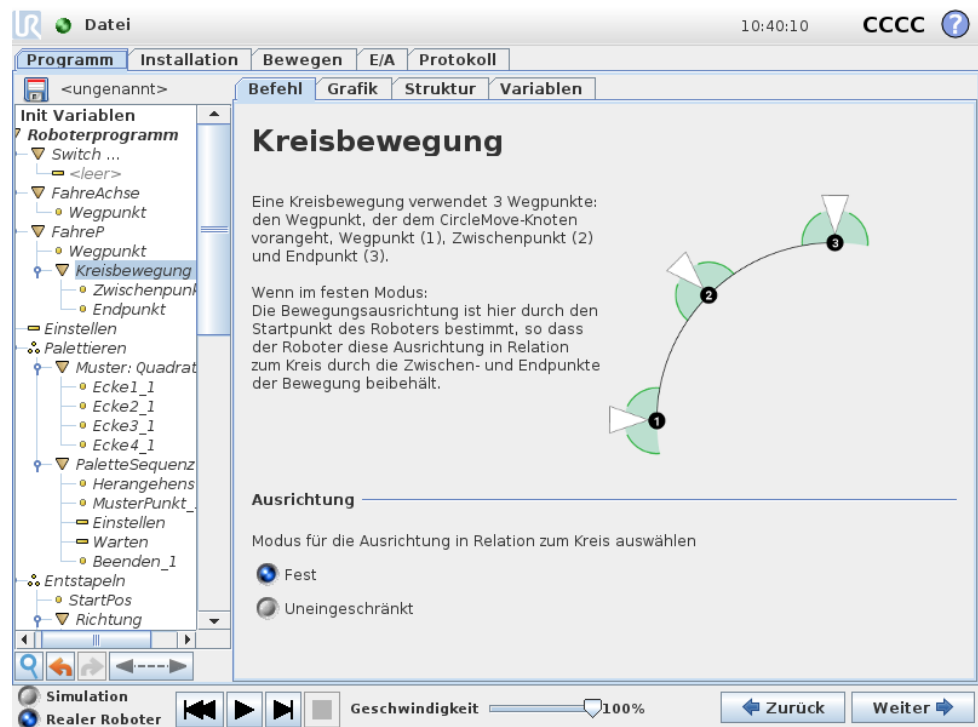 UR Datei 10:40:10 CCCC ?
Programm Installation Bewegen E/A Protokoll
<ungenannt>
Befehl Grafik Struktur Variablen
Init Variablen
Roboterprogramm
Switch ...
<leer>
FahreAchse
Wegpunkt
FahreP
Wegpunkt
Kreisbewegung
Zwischenpunk
Endpunkt
Einstellen
Palettieren
Muster: Quadrat
Ecke1_1
Ecke2_1
Ecke3_1
Ecke4_1
PaletteSequenz
Herangehens
MusterPunkt_
Einstellen
Warten
Beenden_1
Entstapeln
StartPos
Richtung
Kreisbewegung
Eine Kreisbewegung verwendet 3 Wegpunkte:
den Wegpunkt, der dem CircleMove-Knoten
vorangeht, Wegpunkt (1), Zwischenpunkt (2)
und Endpunkt (3).
Wenn im festen Modus:
Die Bewegungsausrichtung ist hier durch den
Startpunkt des Roboters bestimmt, so dass
der Roboter diese Ausrichtung in Relation
zum Kreis durch die Zwischen- und Endpunkte
der Bewegung beibehält.
3
2
1
Ausrichtung
Modus für die Ausrichtung in Relation zum Kreis auswählen
Fest
Uneingeschränkt
Simulation
Realer Roboter
Geschwindigkeit 100%
Zurück Weiter